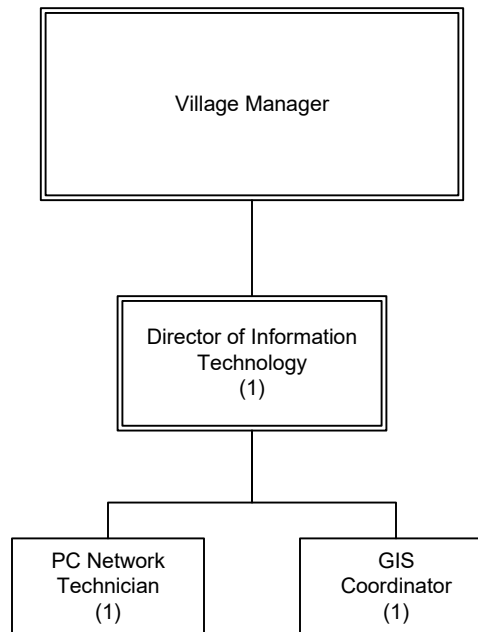 Village Manager
Director of Information
Technology
(1)
PC Network
Technician
(1)
GIS
Coordinator
(1)